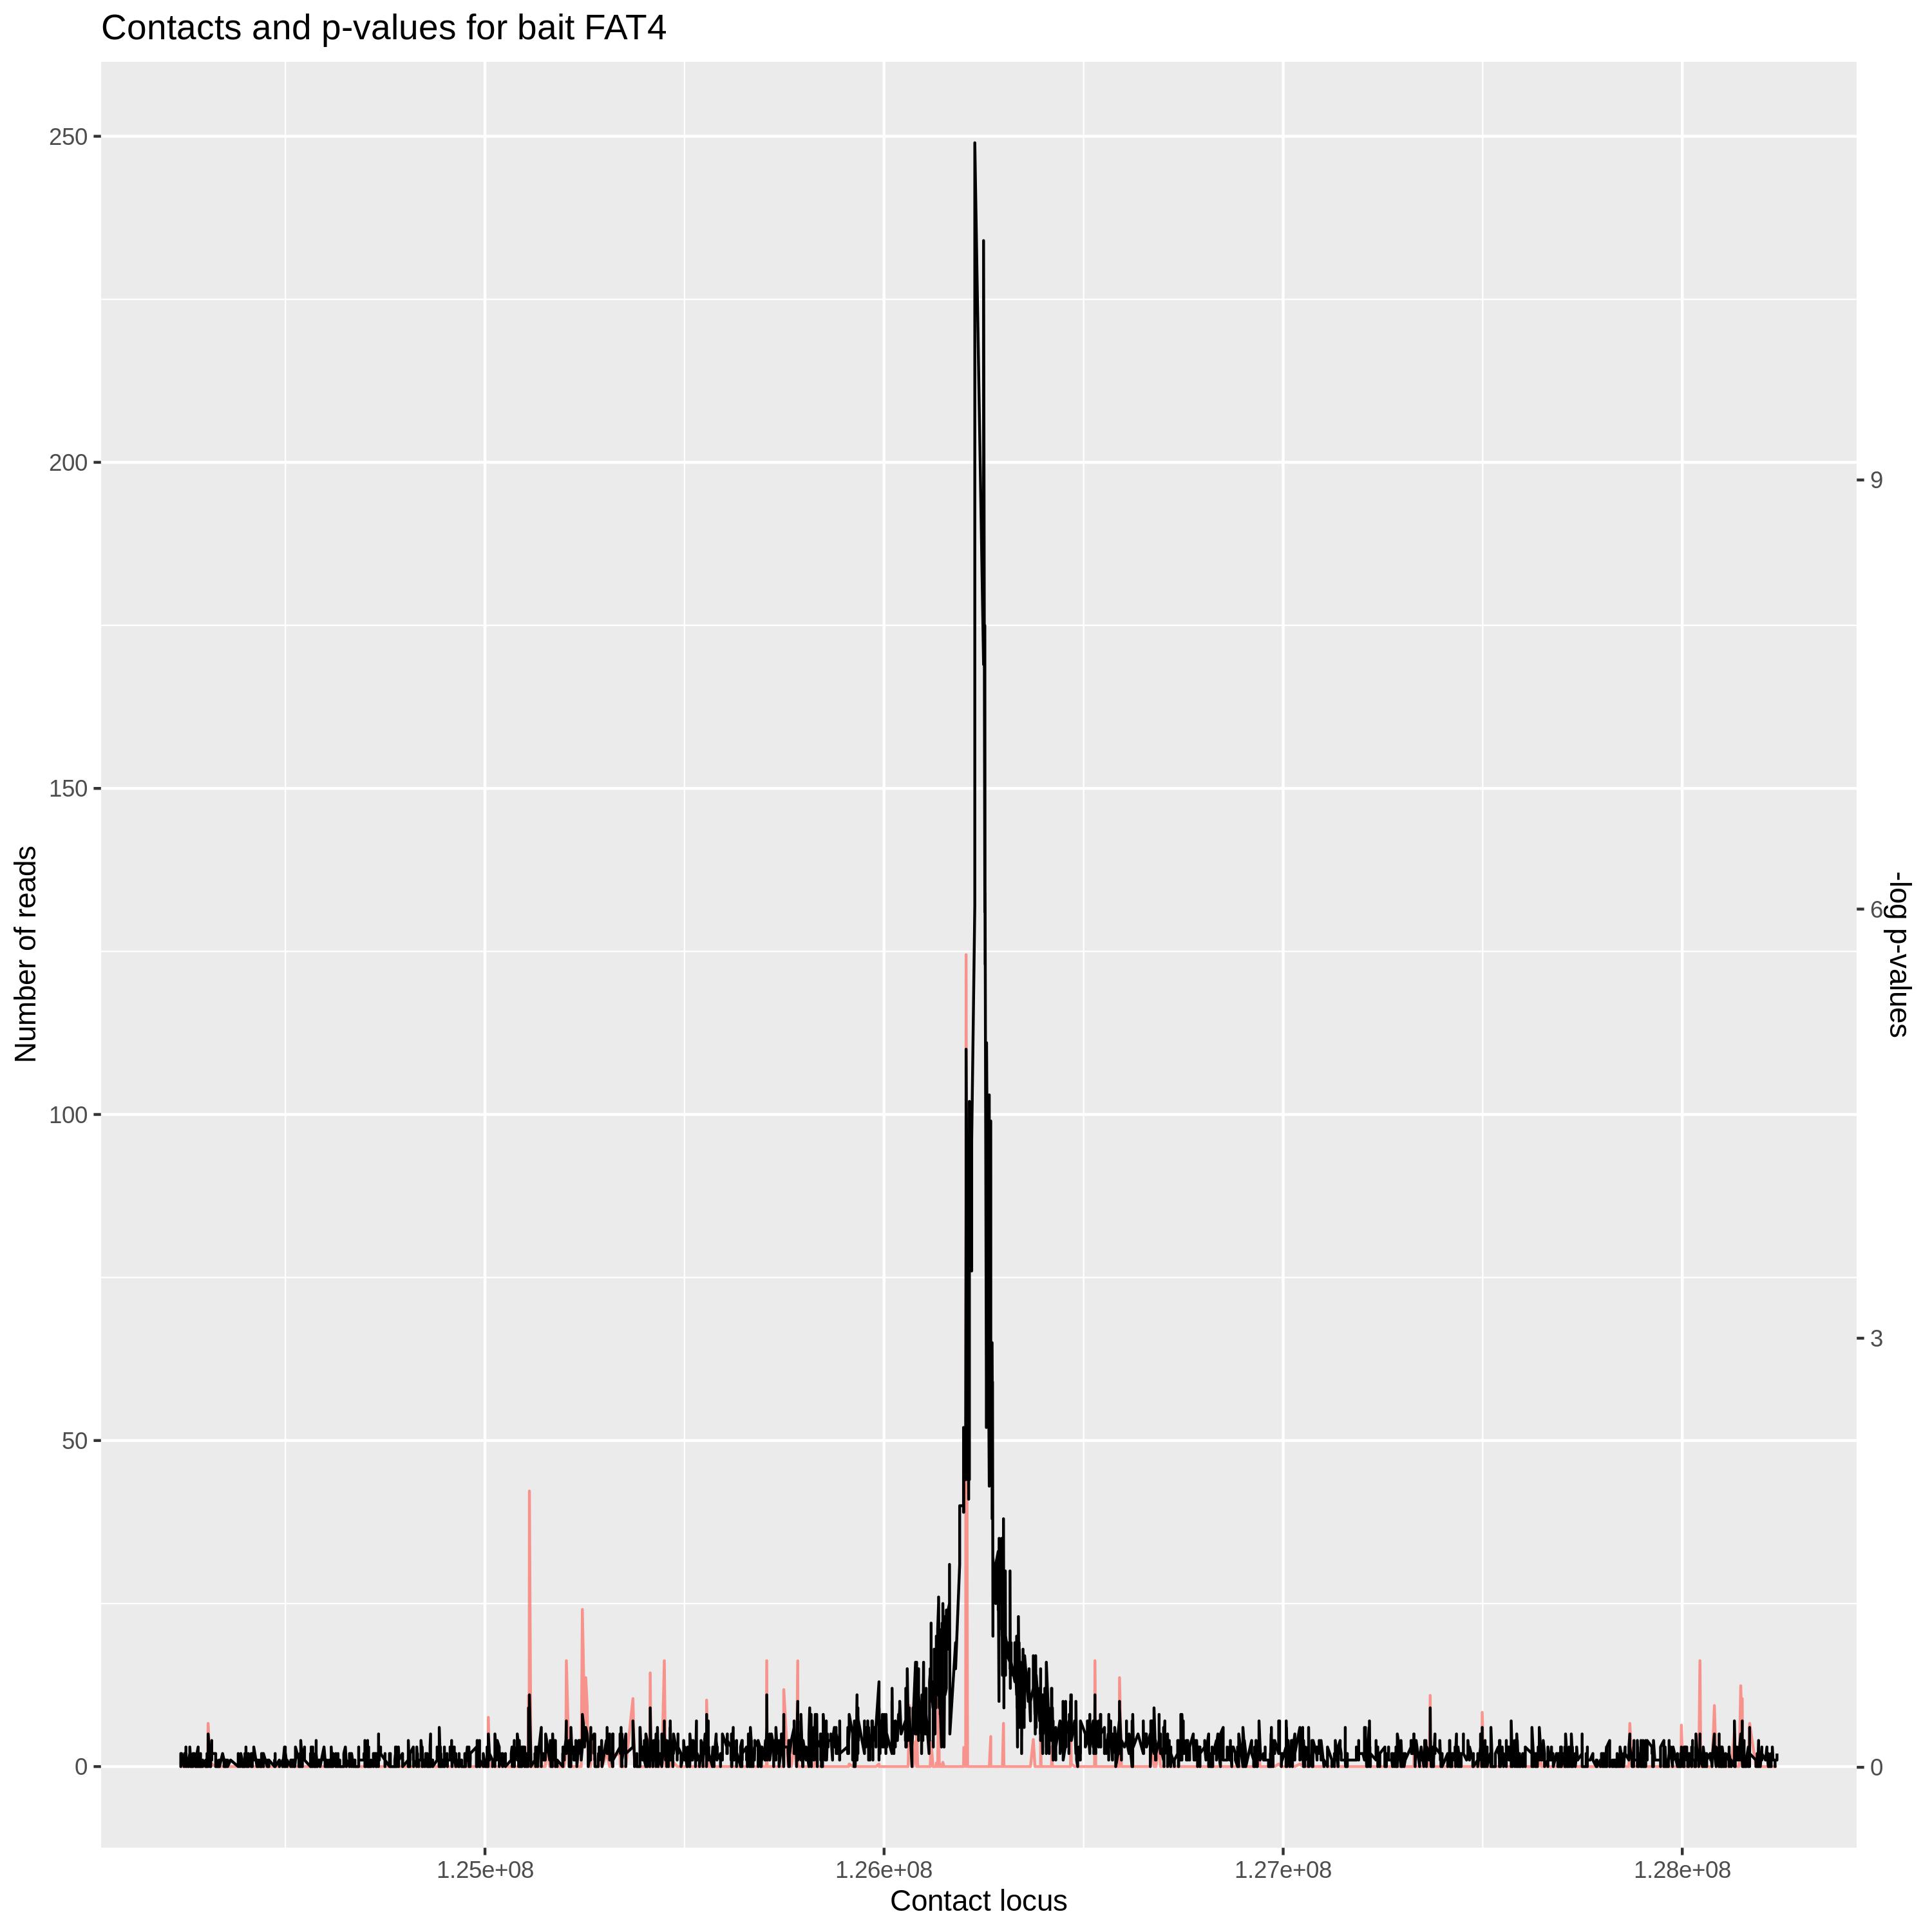 Contacts and p-values for bait FAT4
250
200
150
100
50
0
Number of reads
9
6
3
0
-log p-values
1.25e+08
1.26e+08
1.27e+08
1.28e+08
Contact locus